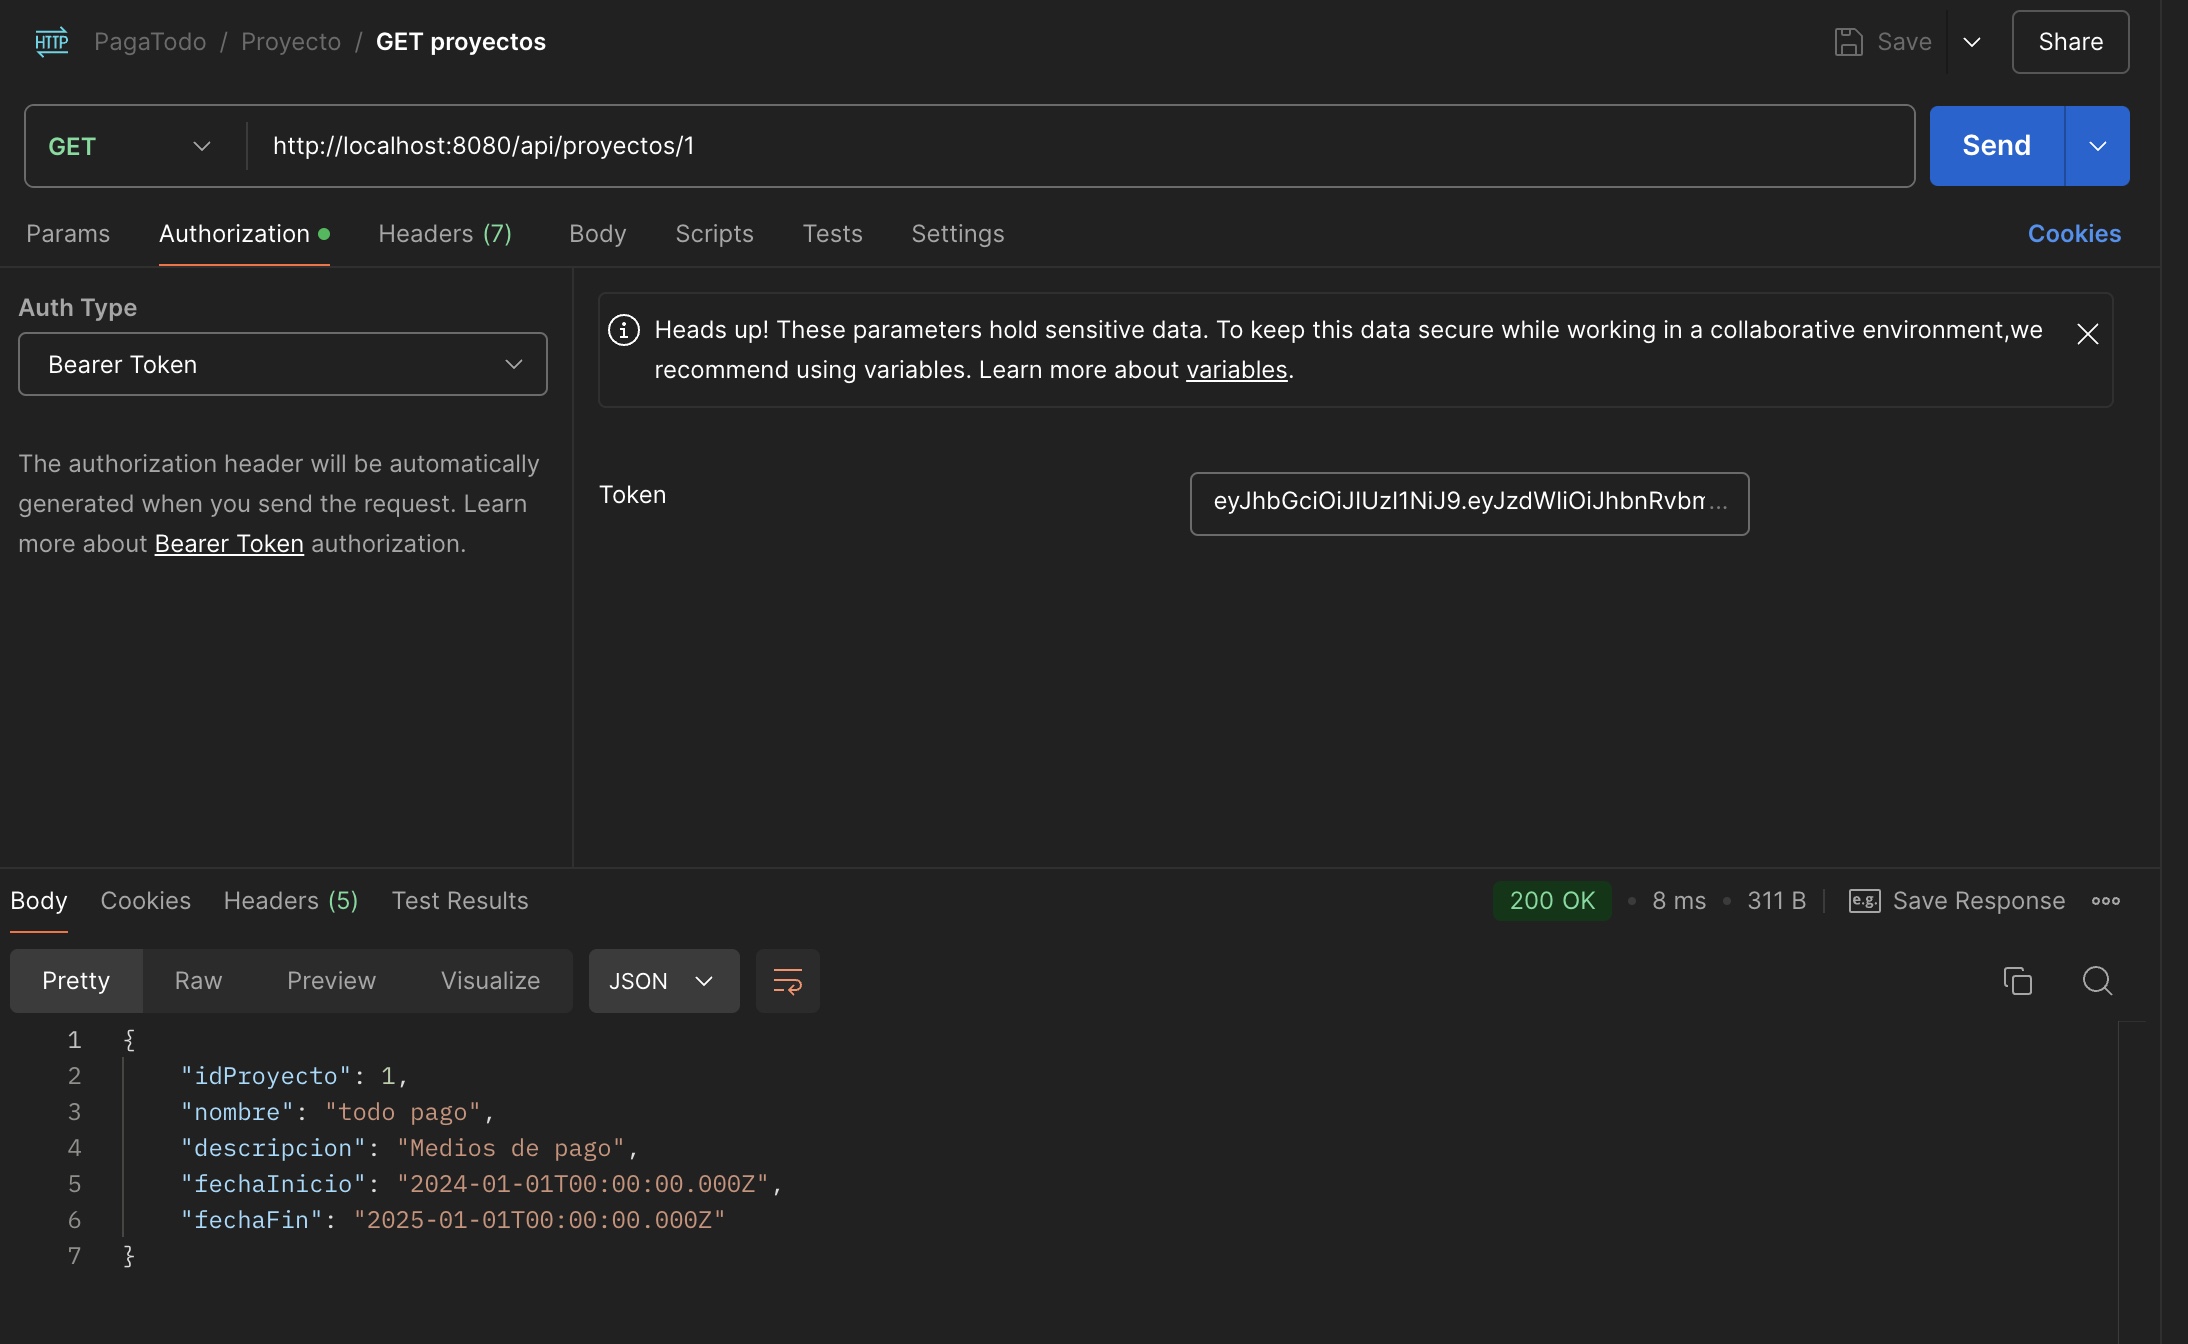 HTTP PagaTodo / Proyecto / GET proyectos Save Share
GET http://localhost:8080/api/proyectos/1 Send
Params Authorization Headers (7) Body Scripts Tests Settings Cookies
Auth Type
Bearer Token
The authorization header will be automatically
generated when you send the request. Learn
more about Bearer Token authorization.
Heads up! These parameters hold sensitive data. To keep this data secure while working in a collaborative environment,we
recommend using variables. Learn more about variables.
Token eyJhbGciOiJIUzI1NiJ9.eyJzdWIiOiJhbnRvbm...
Body Cookies Headers (5) Test Results 200 OK • 8 ms • 311 B e.g. Save Response
Pretty Raw Preview Visualize JSON
1 {
2 "idProyecto": 1,
3 "nombre": "todo pago",
4 "descripcion": "Medios de pago",
5 "fechaInicio": "2024-01-01T00:00:00.000Z",
6 "fechaFin": "2025-01-01T00:00:00.000Z"
7 }